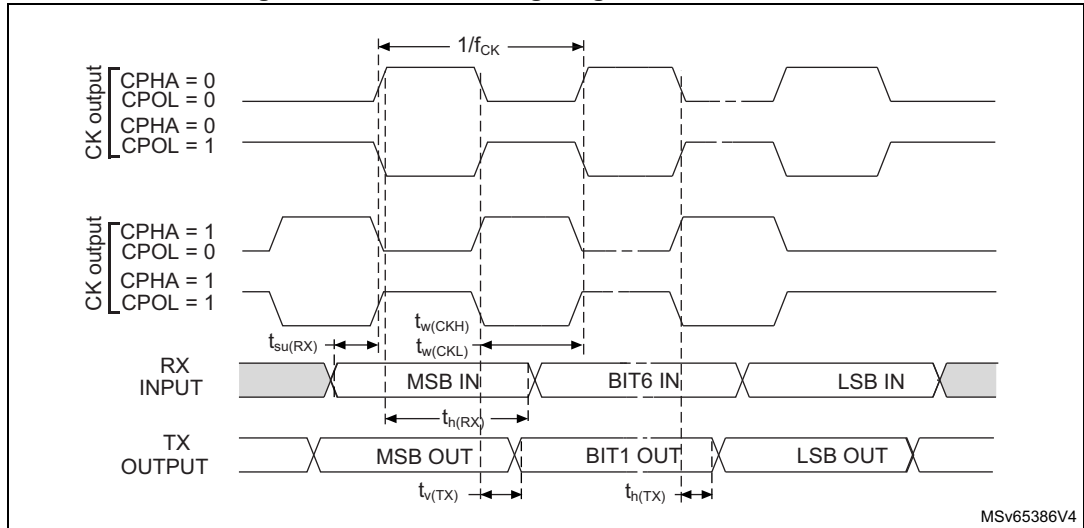 1/fCK
CK output
CPHA = 0
CPOL = 0
CPHA = 0
CPOL = 1
CK output
CPHA = 1
CPOL = 0
CPHA = 1
CPOL = 1
tw(CKH)
tsu(RX)
tw(CKL)
RX
INPUT
MSB IN
BIT6 IN
LSB IN
th(RX)
TX
OUTPUT
MSB OUT
BIT1 OUT
LSB OUT
tv(TX)
th(TX)
MSv65386V4